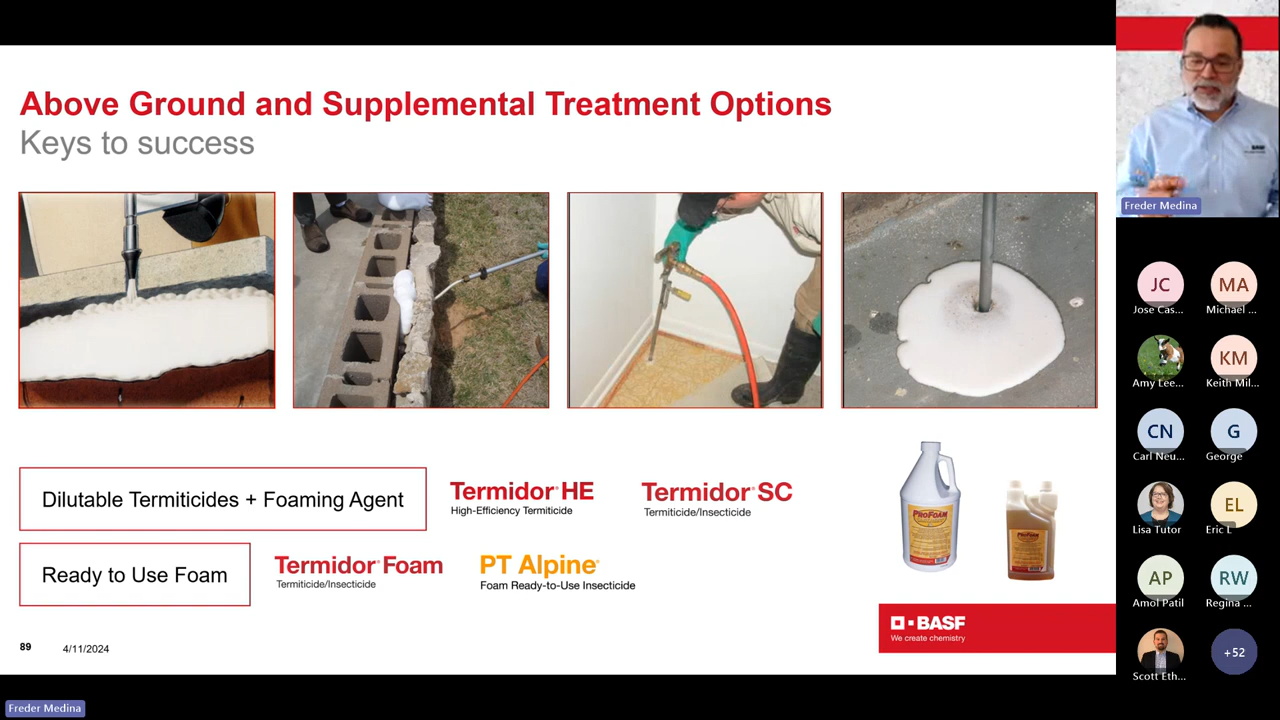 Above Ground and Supplemental Treatment Options
Keys to success
Dilutable Termiticides + Foaming Agent
Termidor® HE
High-Efficiency Termiticide
Termidor® SC
Termiticide/Insecticide
PROFOAM
PROFOAM
Ready to Use Foam
Termidor® Foam
Termiticide/Insecticide
PT Alpine®
Foam Ready-to-Use Insecticide
BASF
We create chemistry
89
4/11/2024
Freder Medina
BASF
Freder Medina
JC
MA
Jose Cas...
Michael ...
KM
Amy Lee...
Keith Mil...
CN
G
Carl Neu...
George
EL
Lisa Tutor
Eric L
AP
RW
Amol Patil
Regina ...
+52
Scott Eth...